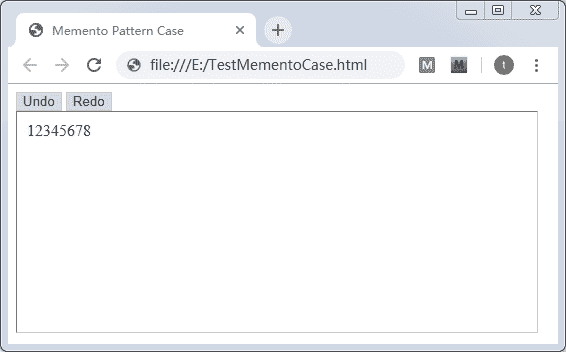 Memento Pattern Case
file:///E:/TestMementoCase.html
M M t
Undo Redo
12345678